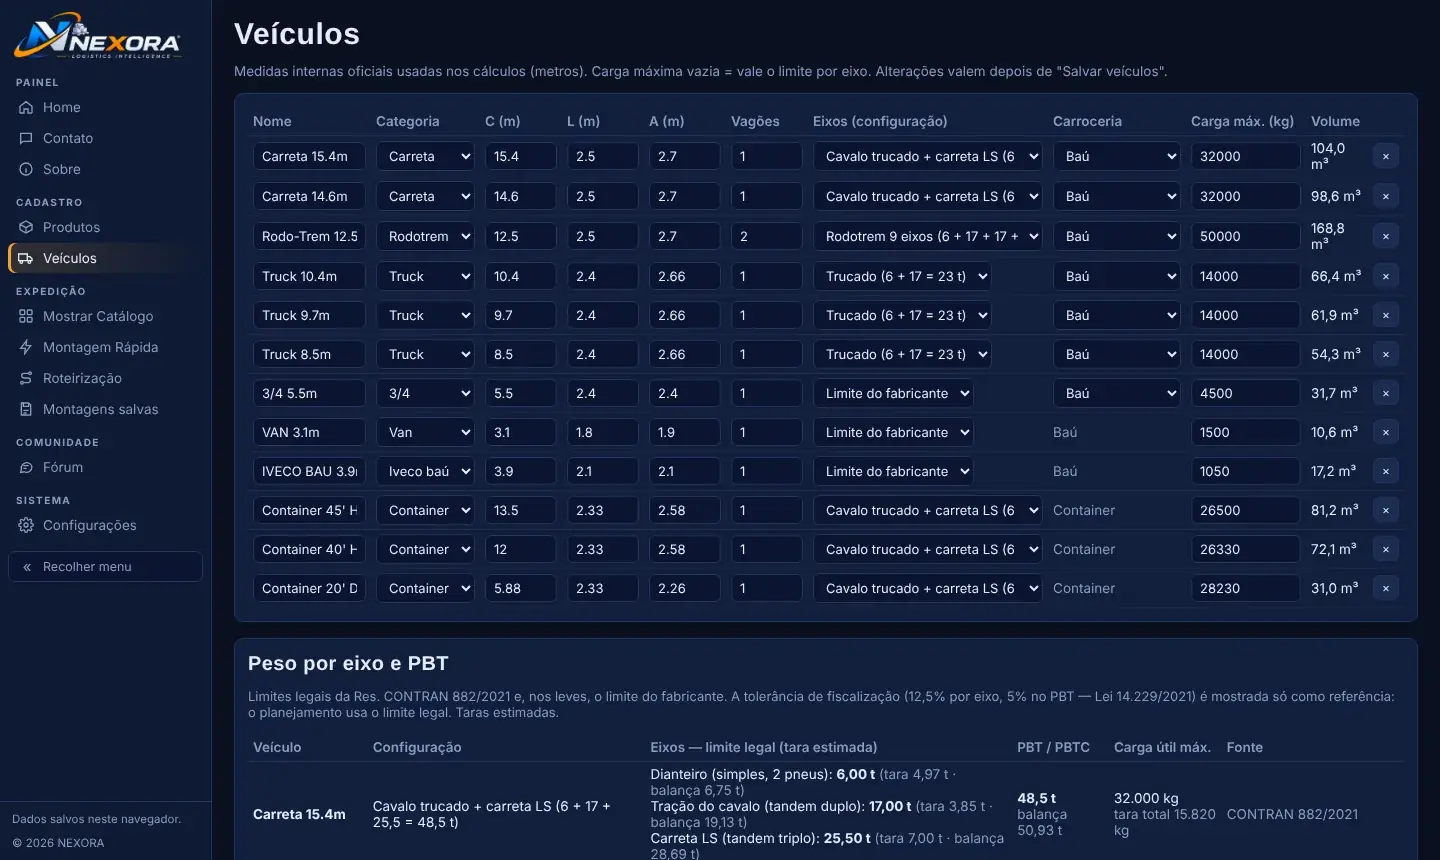 NEXORA
LOGISTICS INTELLIGENCE
PAINEL
Home
Contato
Sobre
CADASTRO
Produtos
Veículos
EXPEDIÇÃO
Mostrar Catálogo
Montagem Rápida
Roteirização
Montagens salvas
COMUNIDADE
Fórum
SISTEMA
Configurações
« Recolher menu
Dados salvos neste navegador.
© 2026 NEXORA
Veículos
Medidas internas oficiais usadas nos cálculos (metros). Carga máxima vazia = vale o limite por eixo. Alterações valem depois de "Salvar veículos".
Nome Categoria C (m) L (m) A (m) Vagões Eixos (configuração) Carroceria Carga máx. (kg) Volume
Carreta 15.4m Carreta 15.4 2.5 2.7 1 Cavalo trucado + carreta LS (6 Baú 32000 104,0 m³ ×
Carreta 14.6m Carreta 14.6 2.5 2.7 1 Cavalo trucado + carreta LS (6 Baú 32000 98,6 m³ ×
Rodo-Trem 12.5 Rodotrem 12.5 2.5 2.7 2 Rodotrem 9 eixos (6 + 17 + 17 + Baú 50000 168,8 m³ ×
Truck 10.4m Truck 10.4 2.4 2.66 1 Trucado (6 + 17 = 23 t) Baú 14000 66,4 m³ ×
Truck 9.7m Truck 9.7 2.4 2.66 1 Trucado (6 + 17 = 23 t) Baú 14000 61,9 m³ ×
Truck 8.5m Truck 8.5 2.4 2.66 1 Trucado (6 + 17 = 23 t) Baú 14000 54,3 m³ ×
3/4 5.5m 3/4 5.5 2.4 2.4 1 Limite do fabricante Baú 4500 31,7 m³ ×
VAN 3.1m Van 3.1 1.8 1.9 1 Limite do fabricante Baú 1500 10,6 m³ ×
IVECO BAU 3.9 Iveco baú 3.9 2.1 2.1 1 Limite do fabricante Baú 1050 17,2 m³ ×
Container 45' H Container 13.5 2.33 2.58 1 Cavalo trucado + carreta LS (6 Container 26500 81,2 m³ ×
Container 40' H Container 12 2.33 2.58 1 Cavalo trucado + carreta LS (6 Container 26330 72,1 m³ ×
Container 20' D Container 5.88 2.33 2.26 1 Cavalo trucado + carreta LS (6 Container 28230 31,0 m³ ×
Peso por eixo e PBT
Limites legais da Res. CONTRAN 882/2021 e, nos leves, o limite do fabricante. A tolerância de fiscalização (12,5% por eixo, 5% no PBT — Lei 14.229/2021) é mostrada só como referência:
o planejamento usa o limite legal. Taras estimadas.
Veículo Configuração Eixos — limite legal (tara estimada) PBT / PBTC Carga útil máx. Fonte
Carreta 15.4m
Cavalo trucado + carreta LS (6 + 17 +
25,5 = 48,5 t)
Dianteiro (simples, 2 pneus): 6,00 t (tara 4,97 t ·
balança 6,75 t)
Tração do cavalo (tandem duplo): 17,00 t (tara 3,85 t ·
balança 19,13 t)
Carreta LS (tandem triplo): 25,50 t (tara 7,00 t · balança
28,69 t)
48,5 t
balança
50,93 t
32.000 kg
tara total 15.820
kg
CONTRAN 882/2021